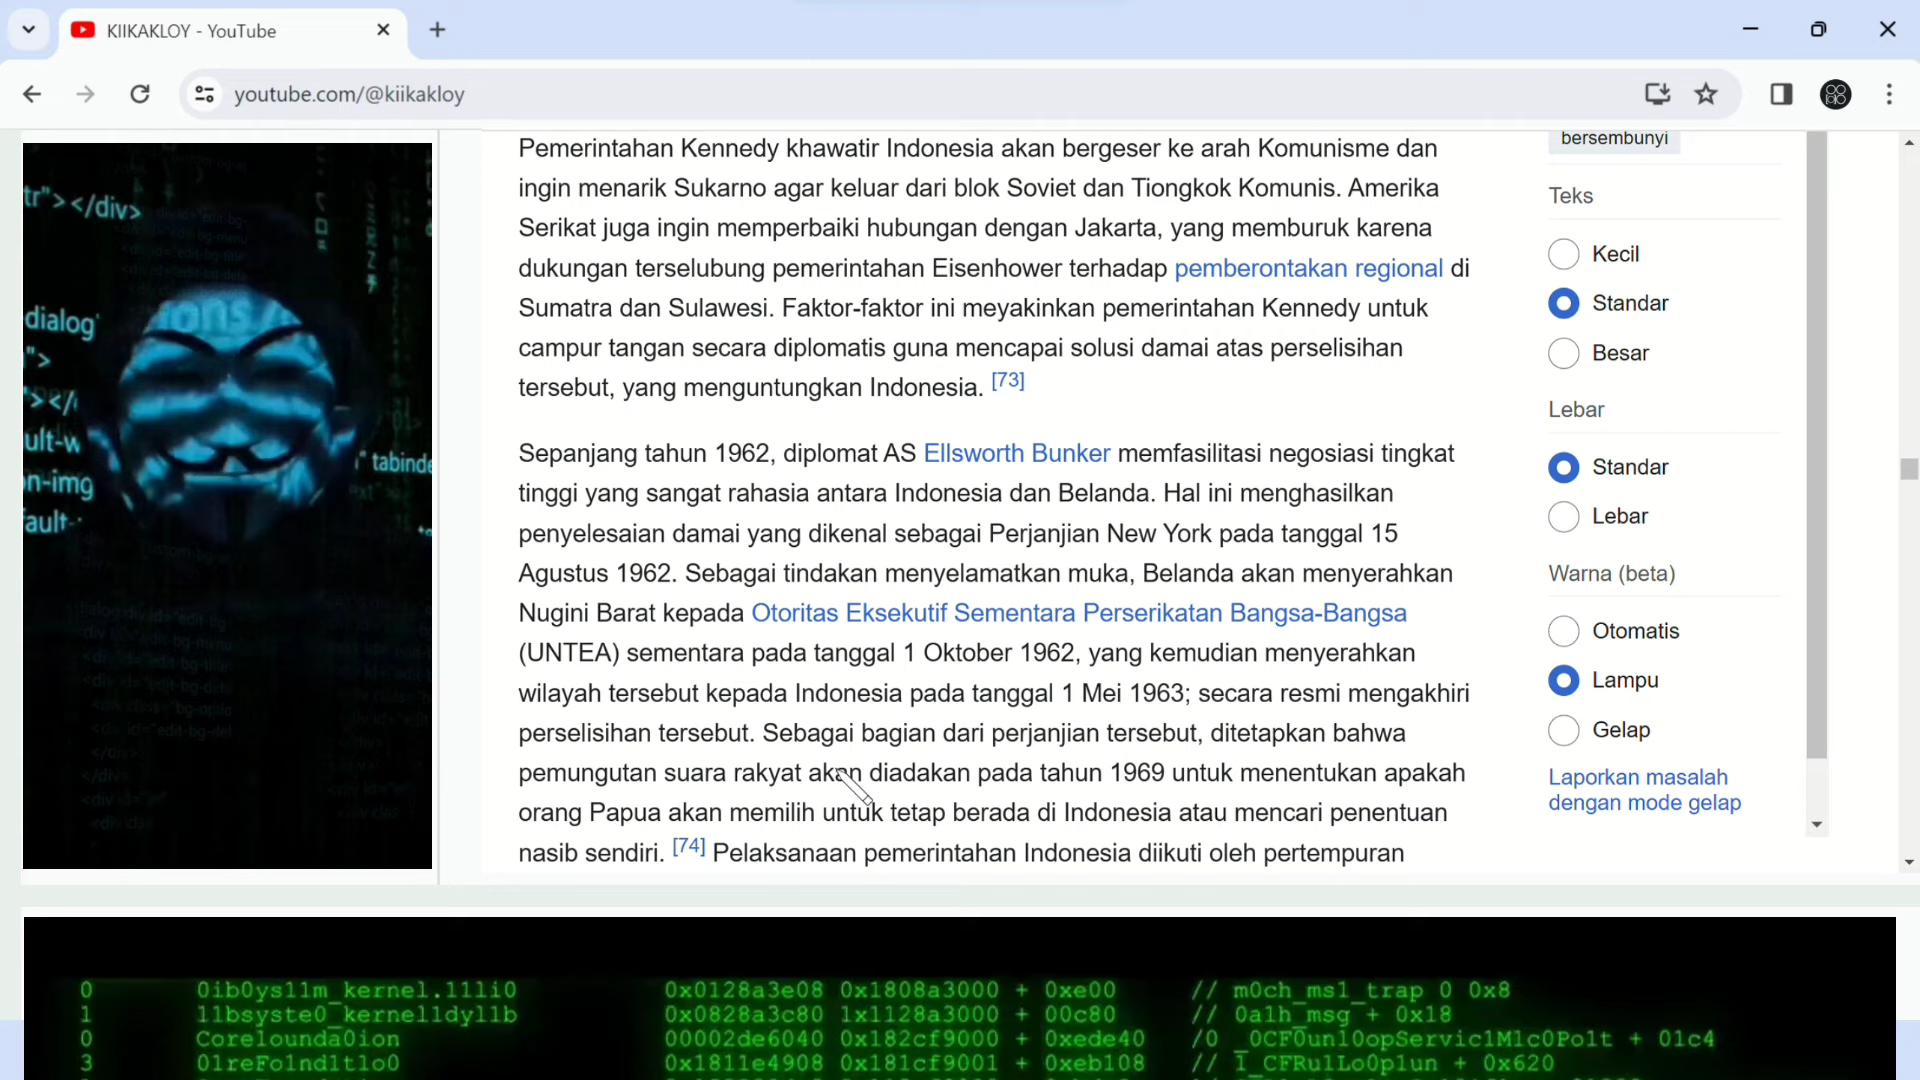 KIIKAKLOY - YouTube
youtube.com/@kiikakloy
Pemerintahan Kennedy khawatir Indonesia akan bergeser ke arah Komunisme dan
ingin menarik Sukarno agar keluar dari blok Soviet dan Tiongkok Komunis. Amerika
Serikat juga ingin memperbaiki hubungan dengan Jakarta, yang memburuk karena
dukungan terselubung pemerintahan Eisenhower terhadap pemberontakan regional di
Sumatra dan Sulawesi. Faktor-faktor ini meyakinkan pemerintahan Kennedy untuk
campur tangan secara diplomatis guna mencapai solusi damai atas perselisihan
tersebut, yang menguntungkan Indonesia. [73]
Sepanjang tahun 1962, diplomat AS Ellsworth Bunker memfasilitasi negosiasi tingkat
tinggi yang sangat rahasia antara Indonesia dan Belanda. Hal ini menghasilkan
penyelesaian damai yang dikenal sebagai Perjanjian New York pada tanggal 15
Agustus 1962. Sebagai tindakan menyelamatkan muka, Belanda akan menyerahkan
Nugini Barat kepada Otoritas Eksekutif Sementara Perserikatan Bangsa-Bangsa
(UNTEA) sementara pada tanggal 1 Oktober 1962, yang kemudian menyerahkan
wilayah tersebut kepada Indonesia pada tanggal 1 Mei 1963; secara resmi mengakhiri
perselisihan tersebut. Sebagai bagian dari perjanjian tersebut, ditetapkan bahwa
pemungutan suara rakyat akan diadakan pada tahun 1969 untuk menentukan apakah
orang Papua akan memilih untuk tetap berada di Indonesia atau mencari penentuan
nasib sendiri. [74] Pelaksanaan pemerintahan Indonesia diikuti oleh pertempuran
bersembunyi
Teks
Kecil
Standar
Besar
Lebar
Standar
Lebar
Warna (beta)
Otomatis
Lampu
Gelap
Laporkan masalah
dengan mode gelap
tr"></div>
dialog
">
"></
ult-w
n-img
ault-
" tabinde
0 0ib0ys11m_kernel.111i0 0x0128a3e08 0x1808a3000 + 0xe00 // m0ch_ms1_trap 0 0x8
1 11bsyste0_kernel1dy11b 0x0828a3c80 1x1128a3000 + 00c80 // 0a1h_msg + 0x18
0 Corelounda0ion 00002de6040 0x182cf9000 + 0xede40 /0 _0CF0un10opServic1M1c0Po1t + 01c4
3 01reFo1nd1t1o0 0x1811e4908 0x181cf9001 + 0xeb108 // 1_CFRu1Lo0p1un + 0x620